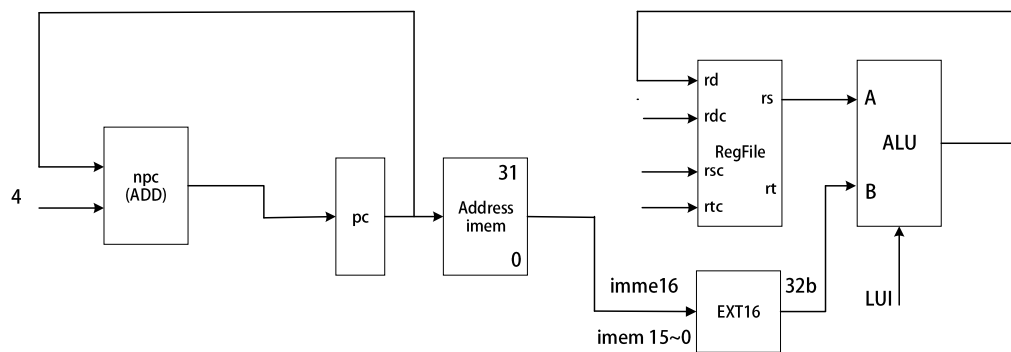 4
npc
(ADD)
pc
31
Address
imem
0
imme16
imem 15~0
EXT16
32b
rd
rdc
rsc
rtc
rs
RegFile
rt
A
ALU
B
LUI